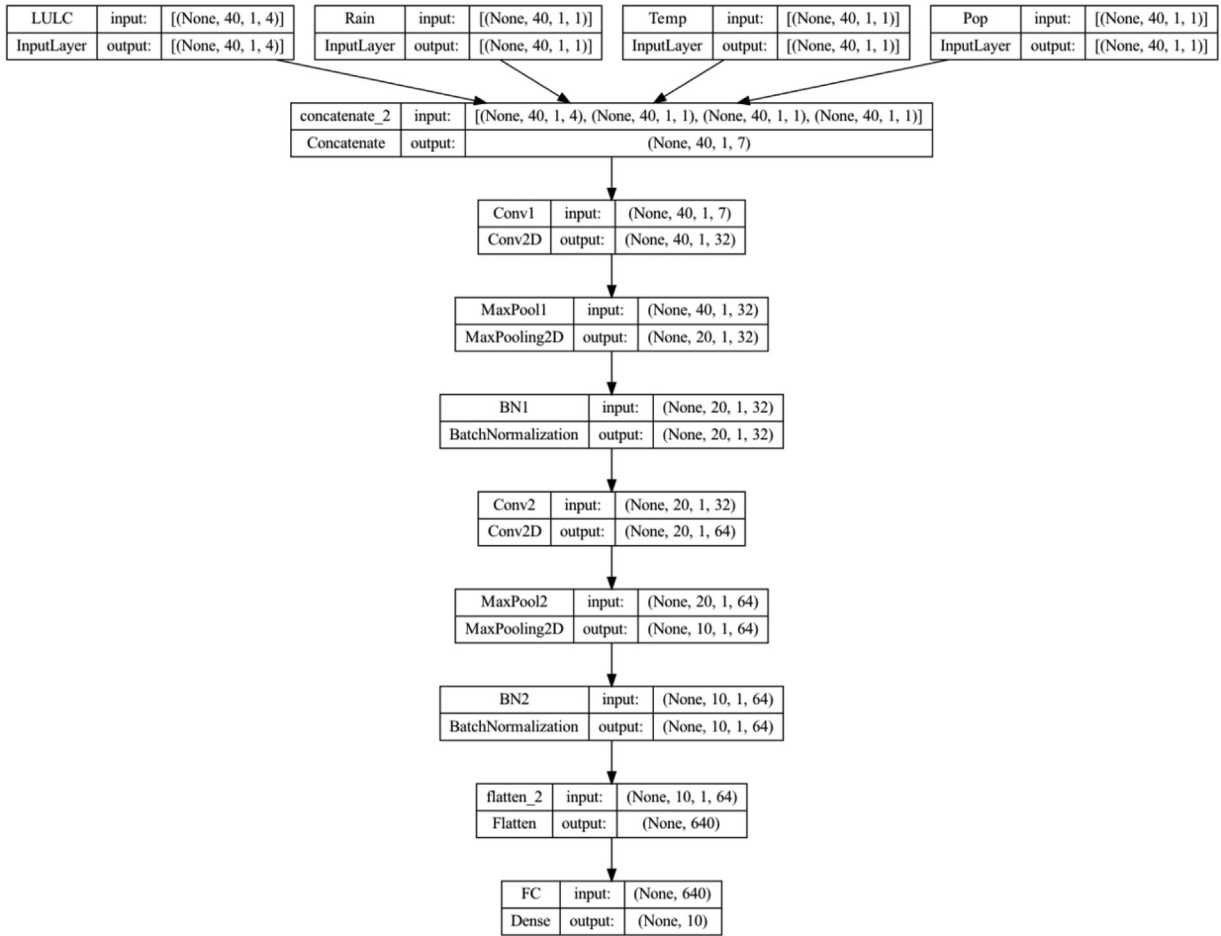 LULC input: [(None, 40, 1, 4)] Rain input: [(None, 40, 1, 1)] Temp input: [(None, 40, 1, 1)] Pop input: [(None, 40, 1, 1)]
InputLayer output: [(None, 40, 1, 4)] InputLayer output: [(None, 40, 1, 1)] InputLayer output: [(None, 40, 1, 1)] InputLayer output: [(None, 40, 1, 1)]
concatenate_2 input: [(None, 40, 1, 4), (None, 40, 1, 1), (None, 40, 1, 1), (None, 40, 1, 1)]
Concatenate output: (None, 40, 1, 7)
Conv1 input: (None, 40, 1, 7)
Conv2D output: (None, 40, 1, 32)
MaxPool1 input: (None, 40, 1, 32)
MaxPooling2D output: (None, 20, 1, 32)
BN1 input: (None, 20, 1, 32)
BatchNormalization output: (None, 20, 1, 32)
Conv2 input: (None, 20, 1, 32)
Conv2D output: (None, 20, 1, 64)
MaxPool2 input: (None, 20, 1, 64)
MaxPooling2D output: (None, 10, 1, 64)
BN2 input: (None, 10, 1, 64)
BatchNormalization output: (None, 10, 1, 64)
flatten_2 input: (None, 10, 1, 64)
Flatten output: (None, 640)
FC input: (None, 640)
Dense output: (None, 10)